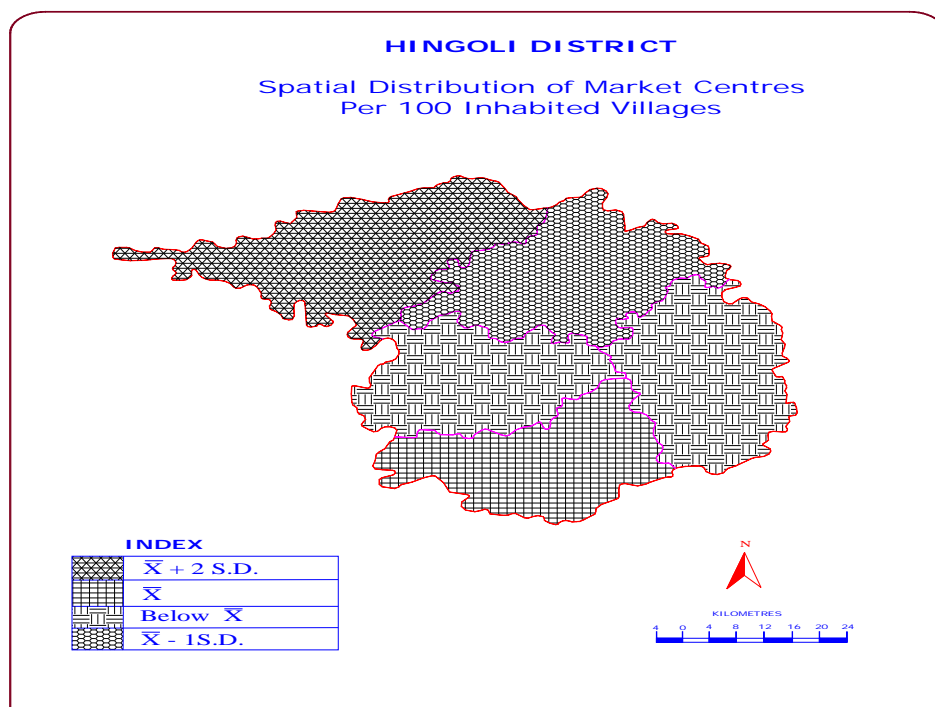 HINGOLI DISTRICT
Spatial Distribution of Market Centres
Per 100 Inhabited Villages
INDEX
X̅ + 2 S.D.
X̅
Below X̅
X̅ - 1S.D.
N
KILOMETRES
4 0 4 8 12 16 20 24